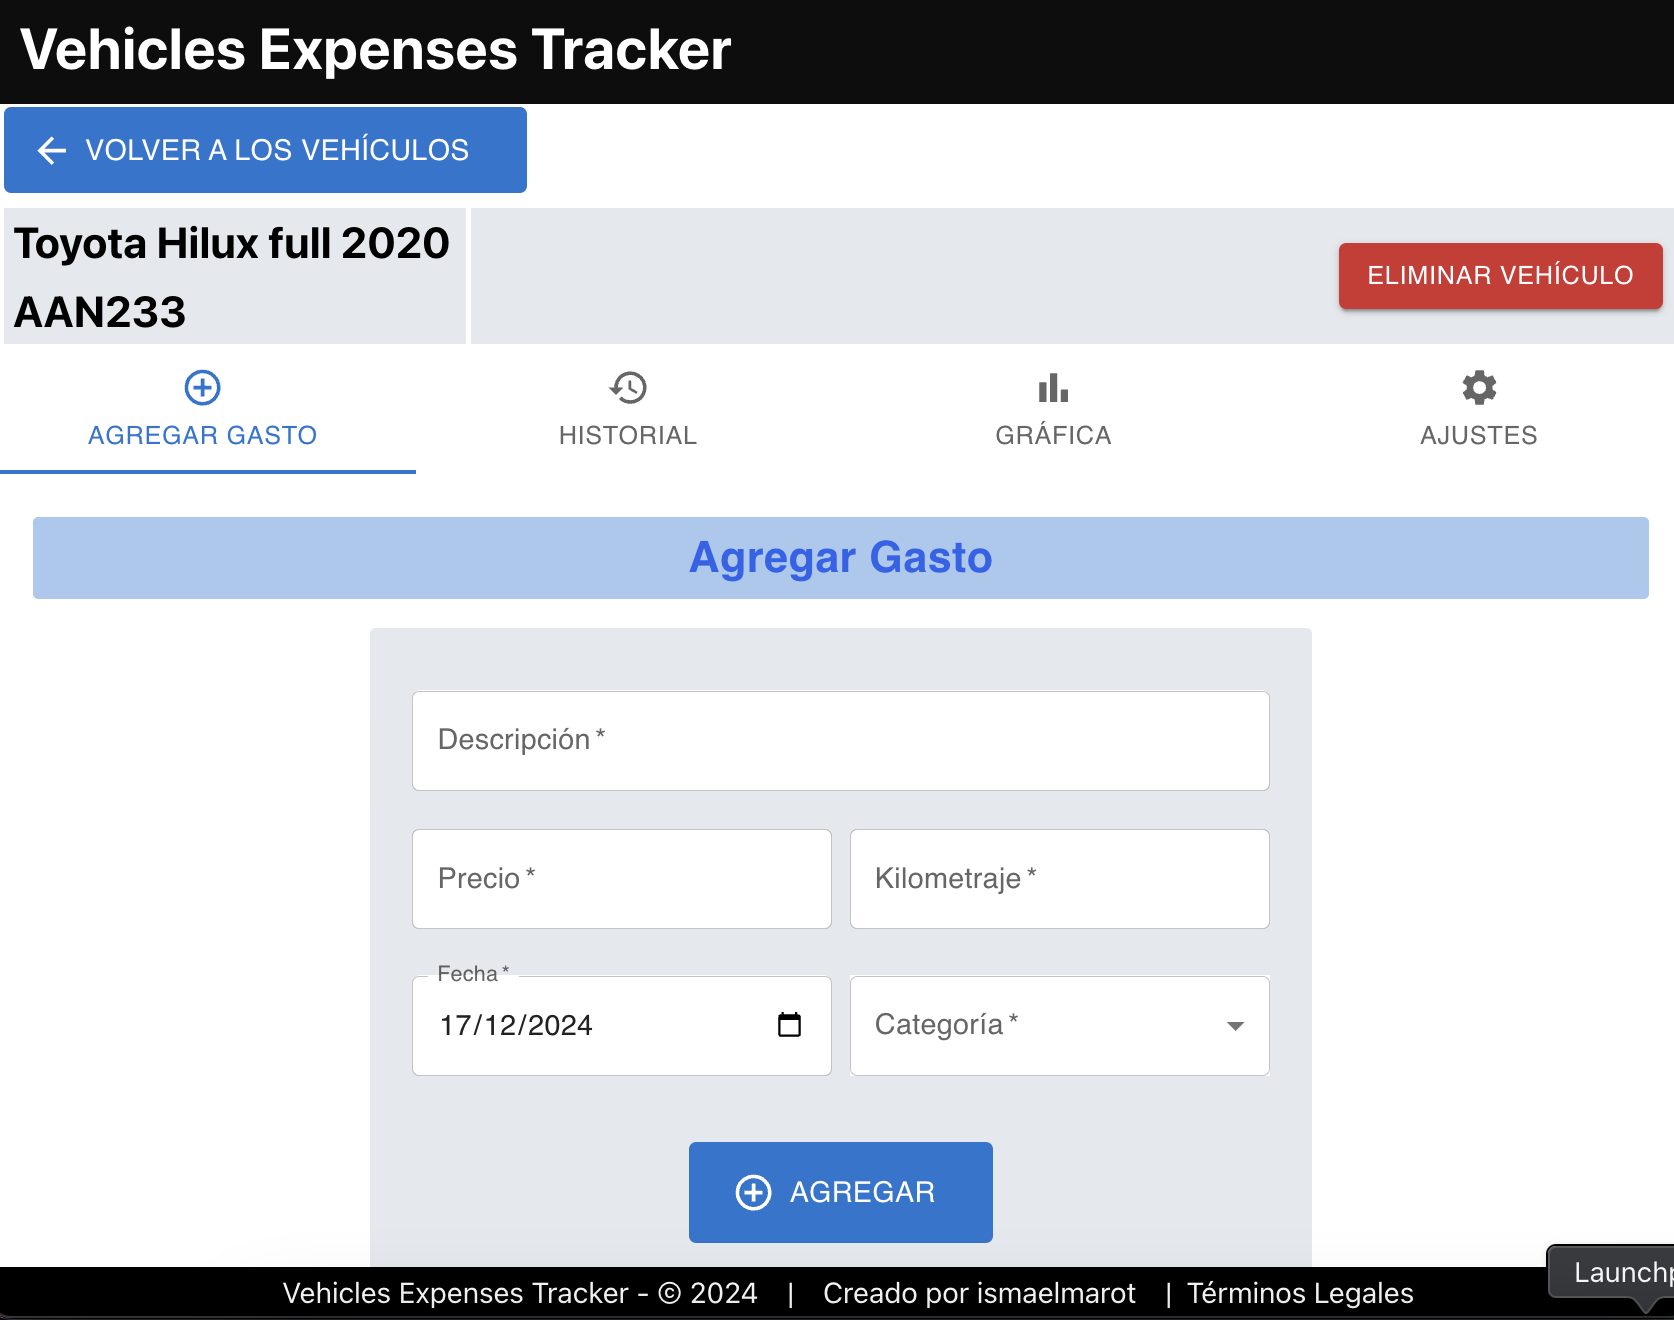 Vehicles Expenses Tracker
VOLVER A LOS VEHÍCULOS
Toyota Hilux full 2020
AAN233
ELIMINAR VEHÍCULO
AGREGAR GASTO
HISTORIAL
GRÁFICA
AJUSTES
Agregar Gasto
Descripción *
Precio *
Kilometraje *
Fecha *
17/12/2024
Categoría *
AGREGAR
Vehicles Expenses Tracker - © 2024 | Creado por ismaelmarot | Términos Legales